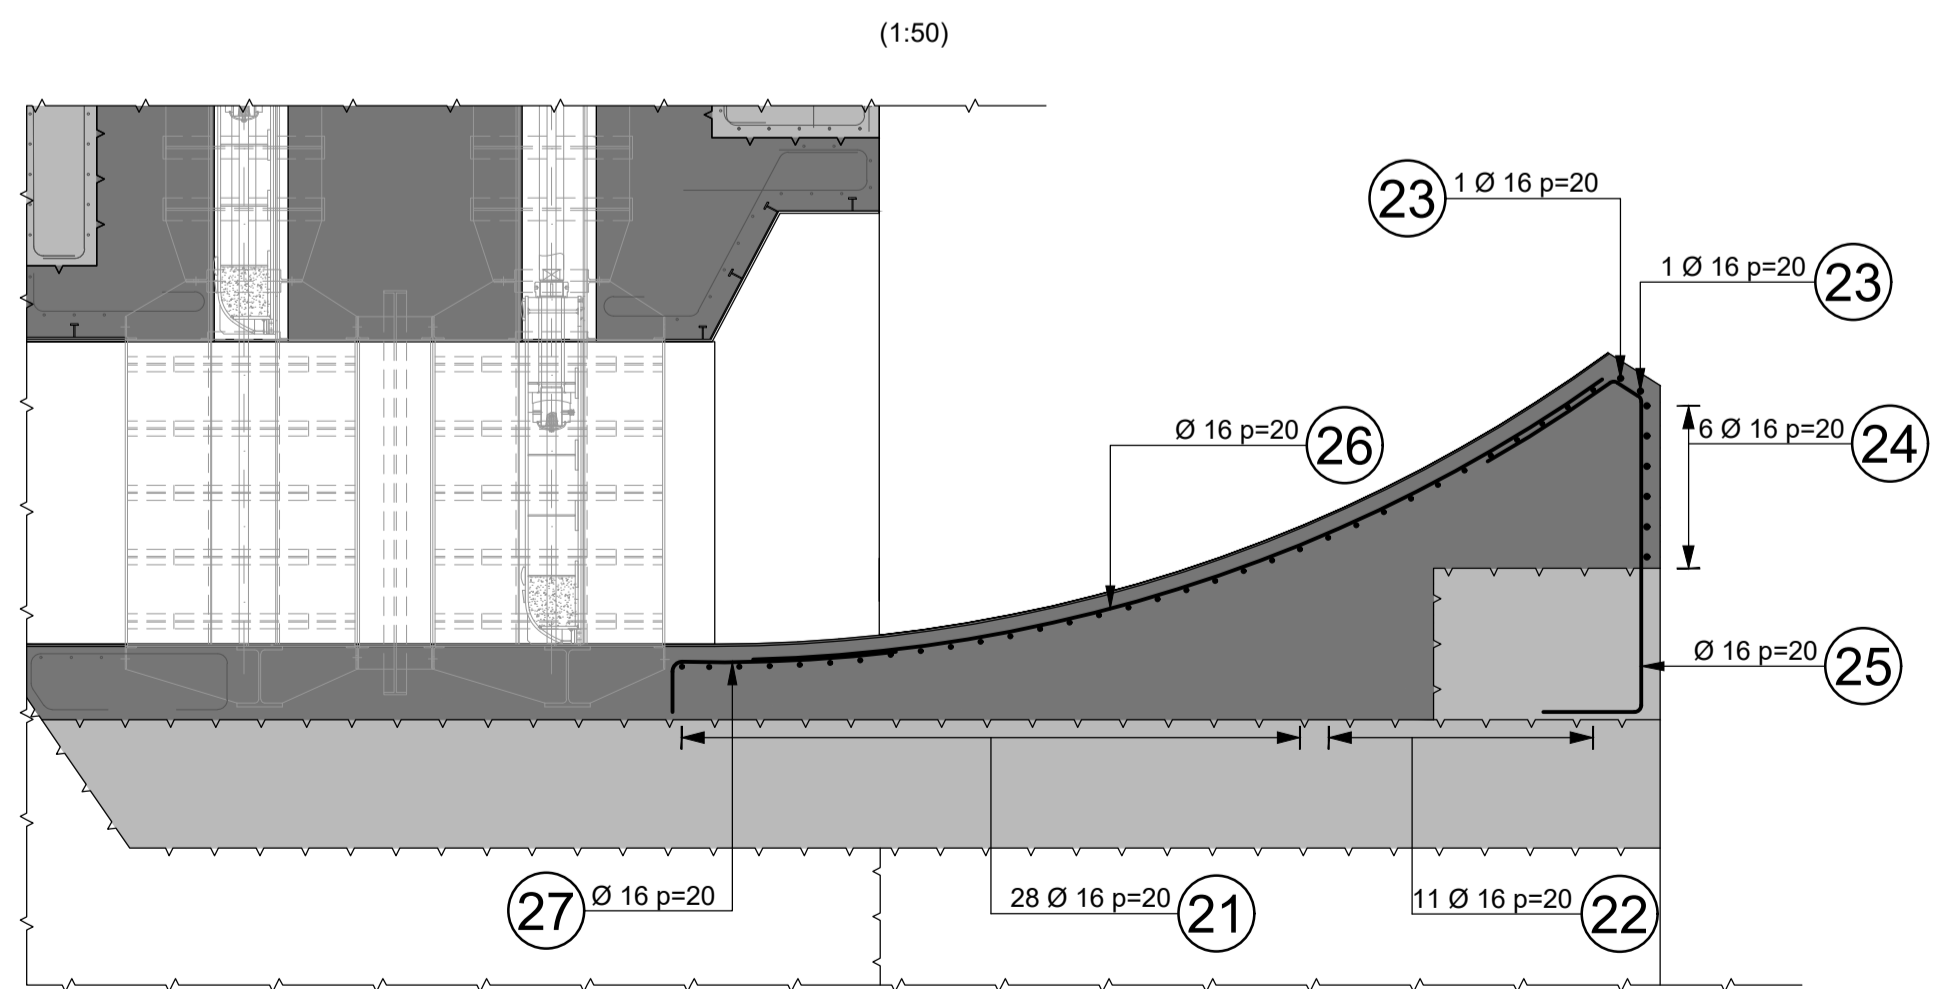 (1:50)
23 1 Ø 16 p=20
1 Ø 16 p=20 23
Ø 16 p=20 26
6 Ø 16 p=20 24
Ø 16 p=20 25
27 Ø 16 p=20
28 Ø 16 p=20 21
11 Ø 16 p=20 22